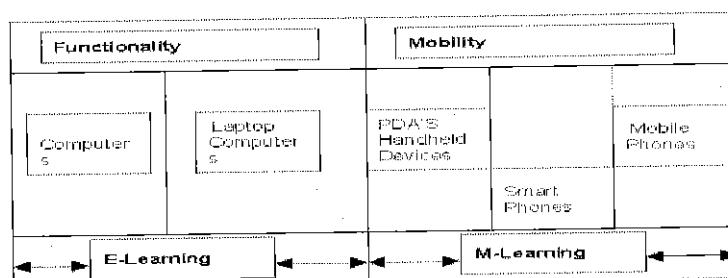 Functionality
Mobility
Computer
s
Laptop
Computer
s
PDA'S
Handheld
Devices
Smart
Phones
Mobile
Phones
E-Learning
M-Learning